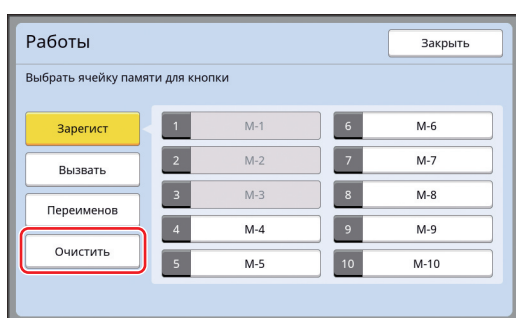 Работы
Закрыть
Выбрать ячейку памяти для кнопки
Зарегист
Вызвать
Переименов
Очистить
1 М-1
2 М-2
3 М-3
4 М-4
5 М-5
6 М-6
7 М-7
8 М-8
9 М-9
10 М-10